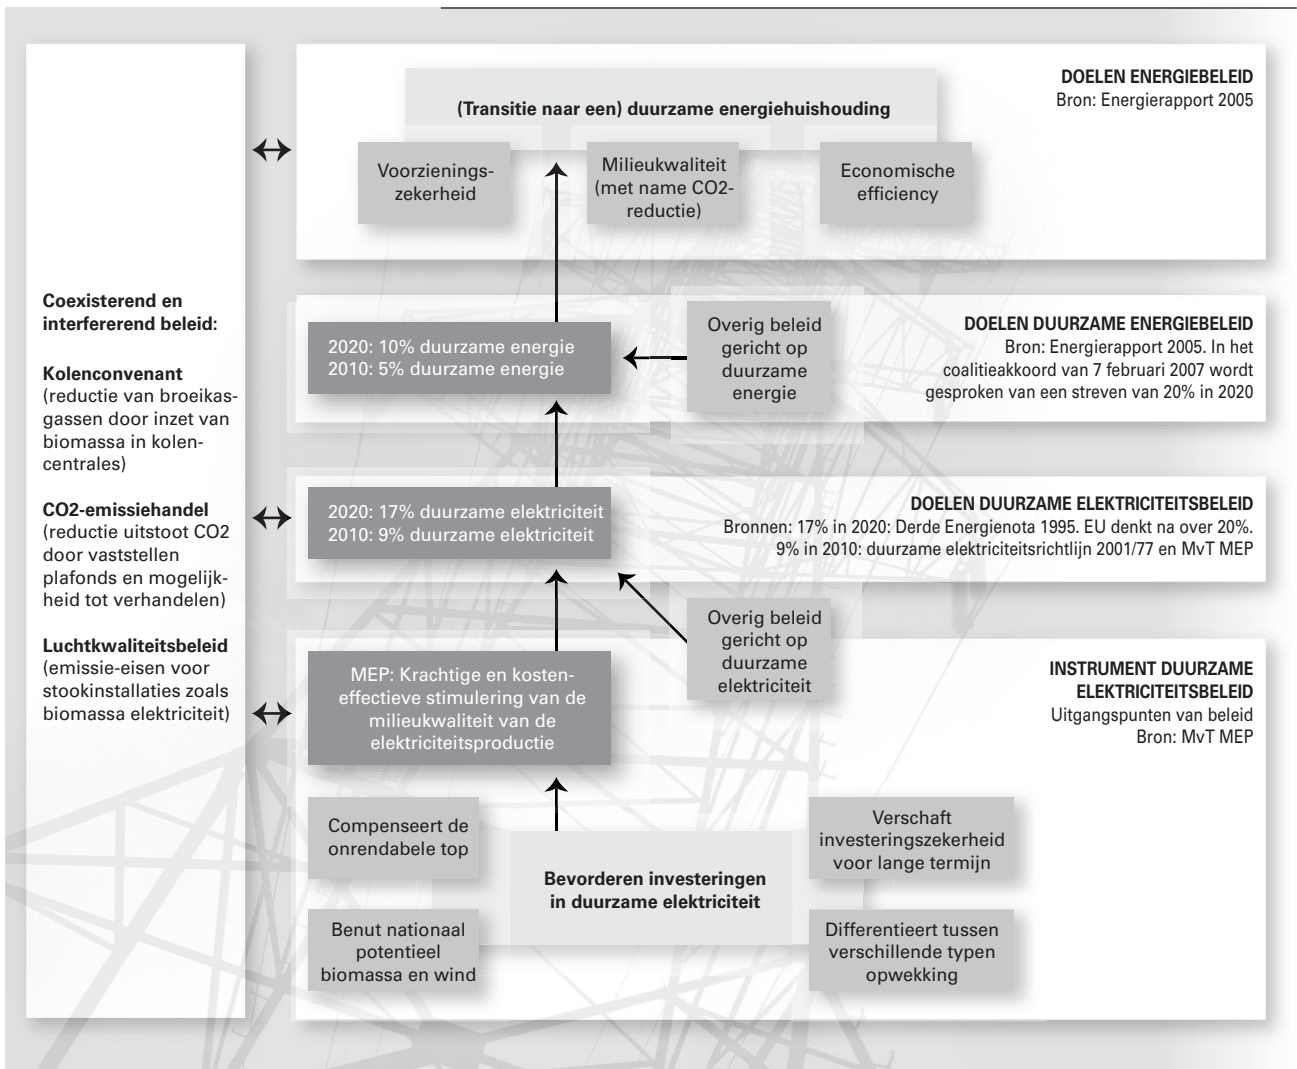 Coexisterend en
interfererend beleid:
Kolenconvenant
(reductie van broeikas-
gassen door inzet van
biomassa in kolen-
centrales)
CO2-emissiehandel
(reductie uitstoot CO2
door vaststellen
plafonds en mogelijk-
heid tot verhandelen)
Luchtkwaliteitsbeleid
(emissie-eisen voor
stookinstallaties zoals
biomassa elektriciteit)
DOELEN ENERGIEBELEID
Bron: Energierapport 2005
(Transitie naar een) duurzame energiehuishouding
Voorzienings-
zekerheid
Milieukwaliteit
(met name CO2-
reductie)
Economische
efficiency
2020: 10% duurzame energie
2010: 5% duurzame energie
Overig beleid
gericht op
duurzame
energie
DOELEN DUURZAME ENERGIEBELEID
Bron: Energierapport 2005. In het
coalitieakkoord van 7 februari 2007 wordt
gesproken van een streven van 20% in 2020
2020: 17% duurzame elektriciteit
2010: 9% duurzame elektriciteit
DOELEN DUURZAME ELEKTRICITEITSBELEID
Bronnen: 17% in 2020: Derde Energienota 1995. EU denkt na over 20%.
9% in 2010: duurzame elektriciteitsrichtlijn 2001/77 en MvT MEP
Overig beleid
gericht op
duurzame
elektriciteit
MEP: Krachtige en kosten-
effectieve stimulering van de
milieukwaliteit van de
elektriciteitsproductie
INSTRUMENT DUURZAME
ELEKTRICITEITSBELEID
Uitgangspunten van beleid
Bron: MvT MEP
Compenseert de
onrendabele top
Verschaft
investeringszekerheid
voor lange termijn
Bevorderen investeringen
in duurzame elektriciteit
Benut nationaal
potentieel
biomassa en wind
Differentieert tussen
verschillende typen
opwekking